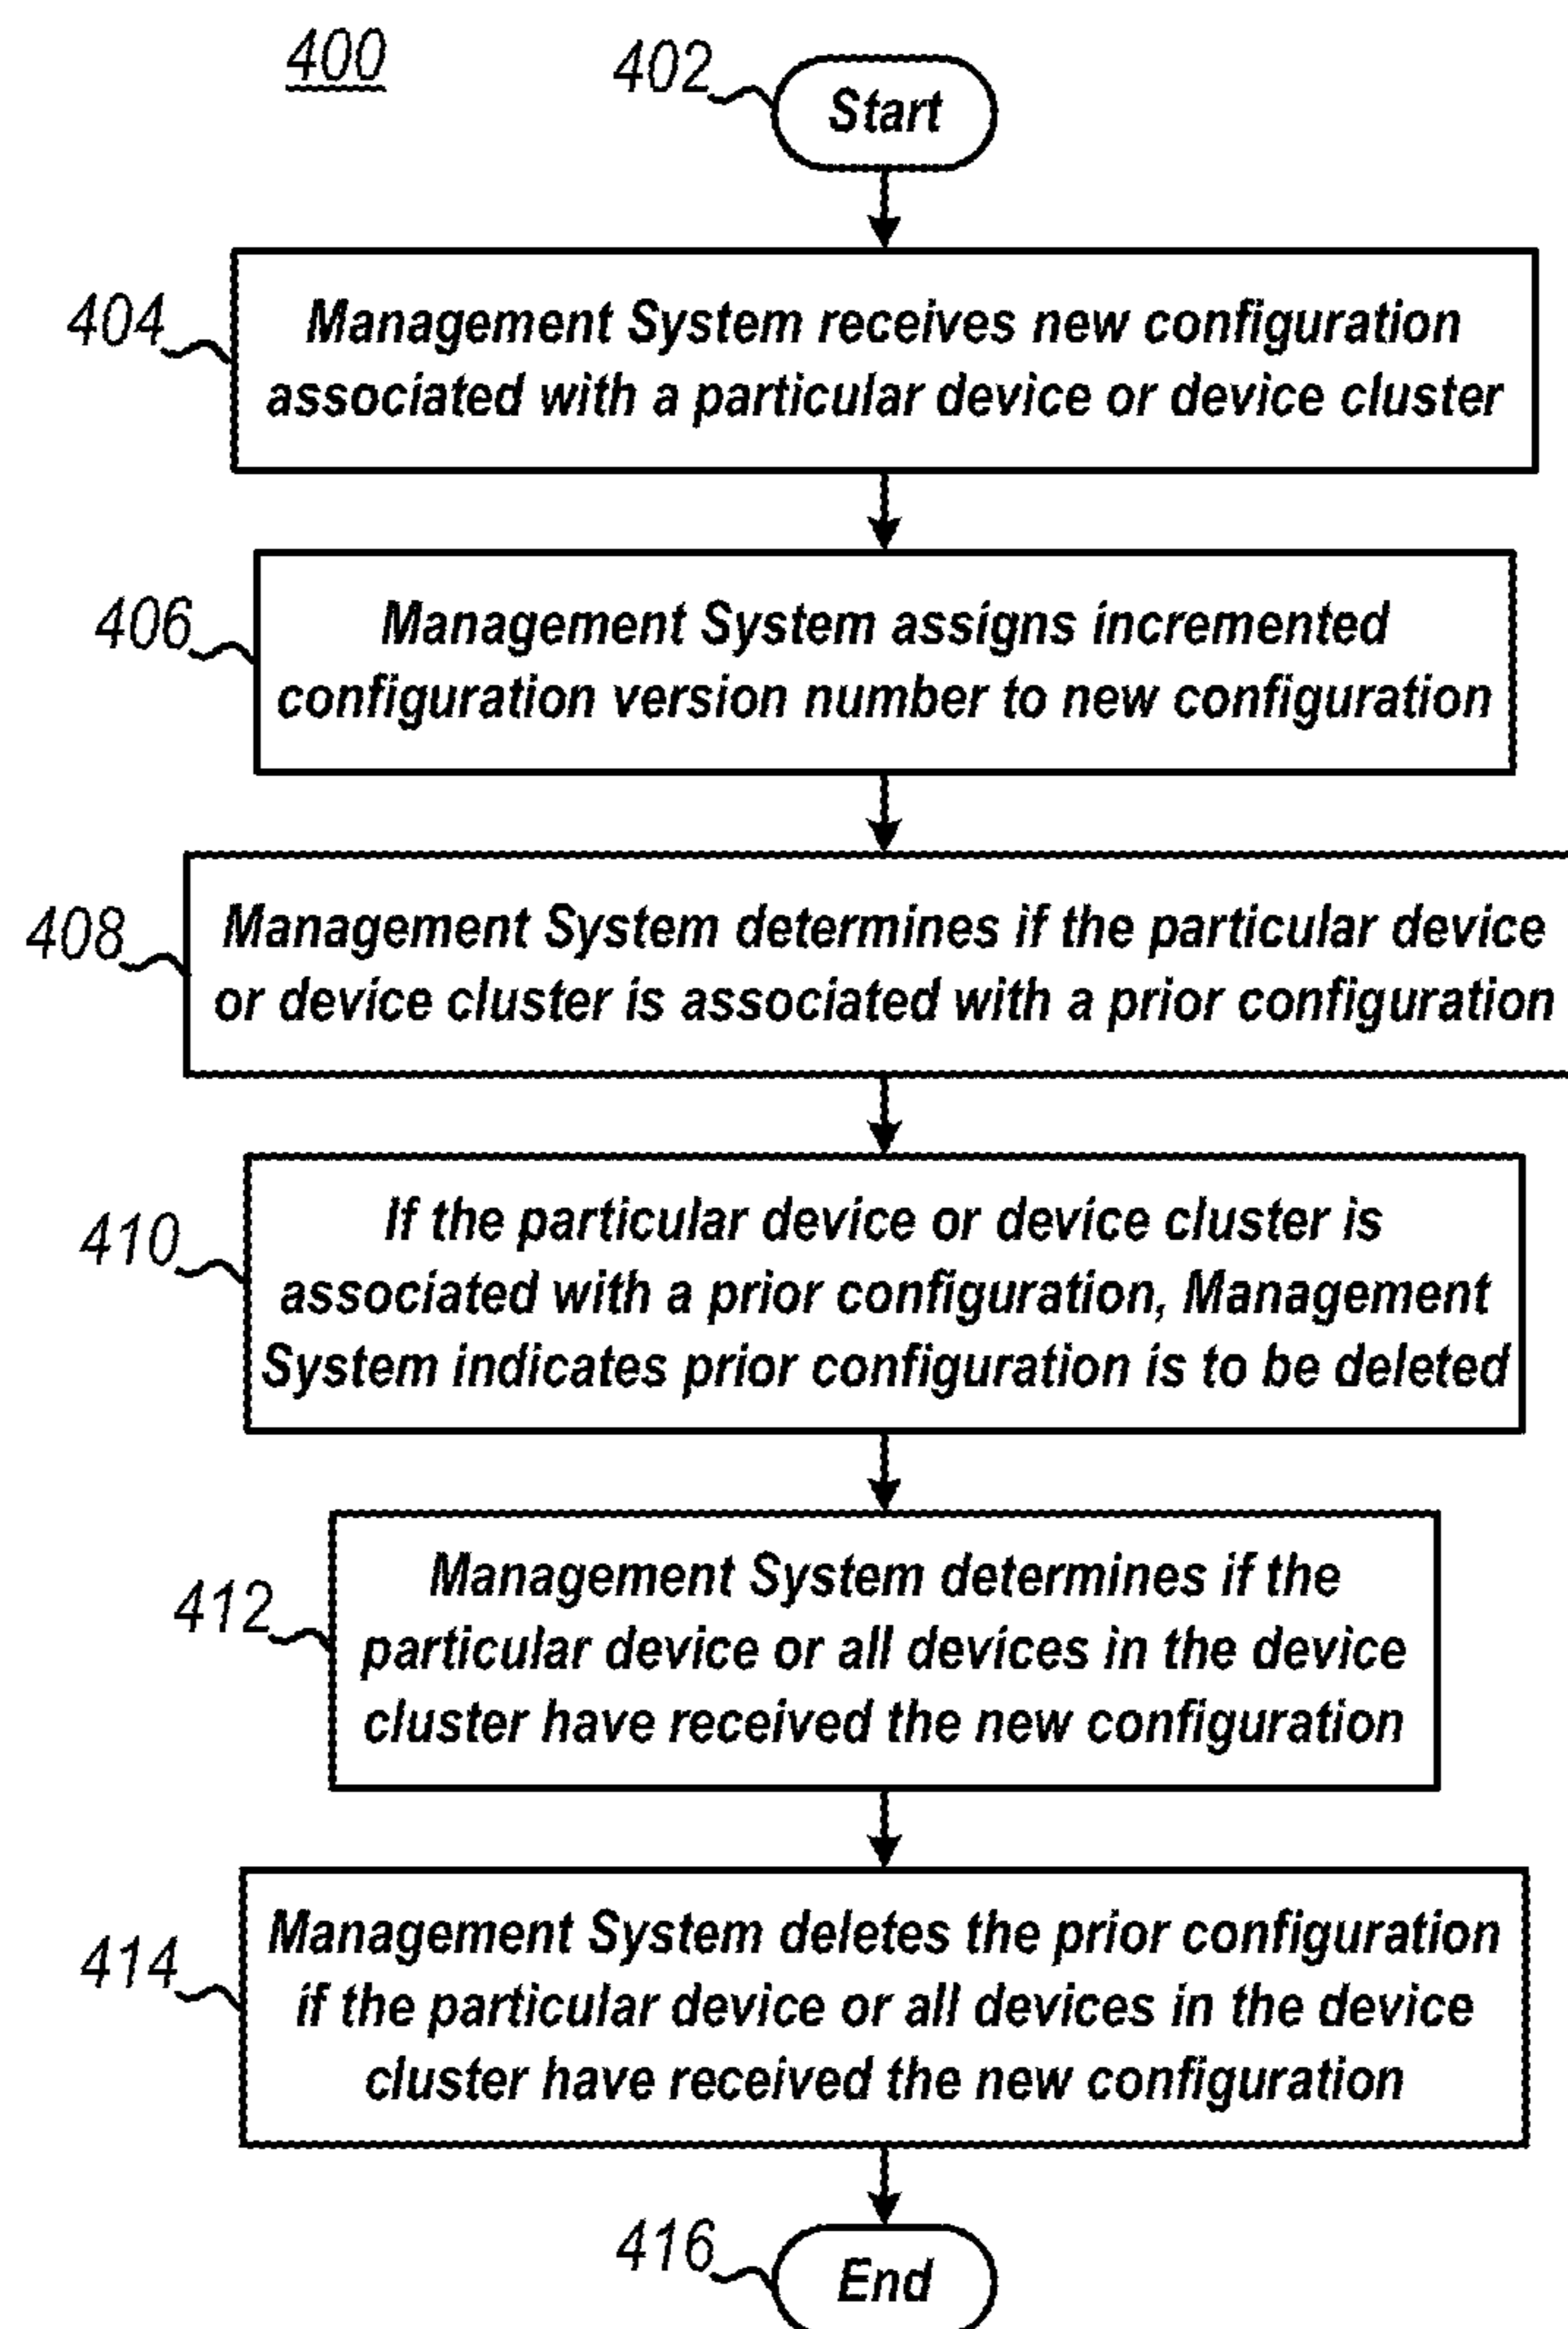 400
402
Start
404
Management System receives new configuration
associated with a particular device or device cluster
406
Management System assigns incremented
configuration version number to new configuration
408
Management System determines if the particular device
or device cluster is associated with a prior configuration
410
If the particular device or device cluster is
associated with a prior configuration, Management
System indicates prior configuration is to be deleted
412
Management System determines if the
particular device or all devices in the device
cluster have received the new configuration
414
Management System deletes the prior configuration
if the particular device or all devices in the device
cluster have received the new configuration
416
End